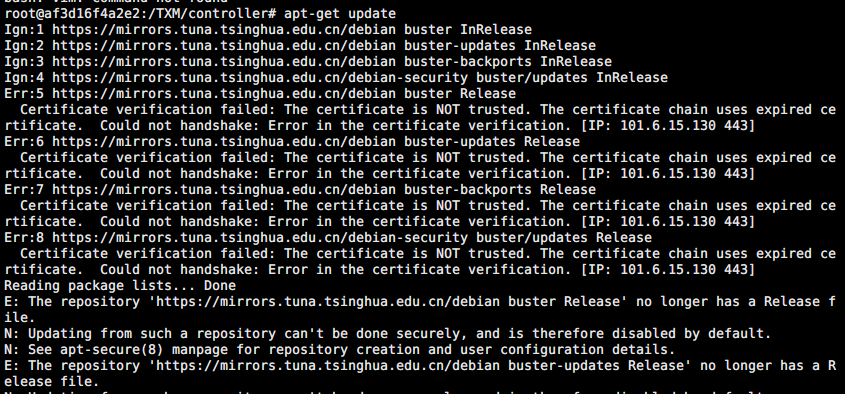 bash: vim: command not found
root@af3d16f4a2e2:/TXM/controller# apt-get update
Ign:1 https://mirrors.tuna.tsinghua.edu.cn/debian buster InRelease
Ign:2 https://mirrors.tuna.tsinghua.edu.cn/debian buster-updates InRelease
Ign:3 https://mirrors.tuna.tsinghua.edu.cn/debian buster-backports InRelease
Ign:4 https://mirrors.tuna.tsinghua.edu.cn/debian-security buster/updates InRelease
Err:5 https://mirrors.tuna.tsinghua.edu.cn/debian buster Release
  Certificate verification failed: The certificate is NOT trusted. The certificate chain uses expired ce
rtificate.  Could not handshake: Error in the certificate verification. [IP: 101.6.15.130 443]
Err:6 https://mirrors.tuna.tsinghua.edu.cn/debian buster-updates Release
  Certificate verification failed: The certificate is NOT trusted. The certificate chain uses expired ce
rtificate.  Could not handshake: Error in the certificate verification. [IP: 101.6.15.130 443]
Err:7 https://mirrors.tuna.tsinghua.edu.cn/debian buster-backports Release
  Certificate verification failed: The certificate is NOT trusted. The certificate chain uses expired ce
rtificate.  Could not handshake: Error in the certificate verification. [IP: 101.6.15.130 443]
Err:8 https://mirrors.tuna.tsinghua.edu.cn/debian-security buster/updates Release
  Certificate verification failed: The certificate is NOT trusted. The certificate chain uses expired ce
rtificate.  Could not handshake: Error in the certificate verification. [IP: 101.6.15.130 443]
Reading package lists... Done
E: The repository 'https://mirrors.tuna.tsinghua.edu.cn/debian buster Release' no longer has a Release f
ile.
N: Updating from such a repository can't be done securely, and is therefore disabled by default.
N: See apt-secure(8) manpage for repository creation and user configuration details.
E: The repository 'https://mirrors.tuna.tsinghua.edu.cn/debian buster-updates Release' no longer has a R
elease file.